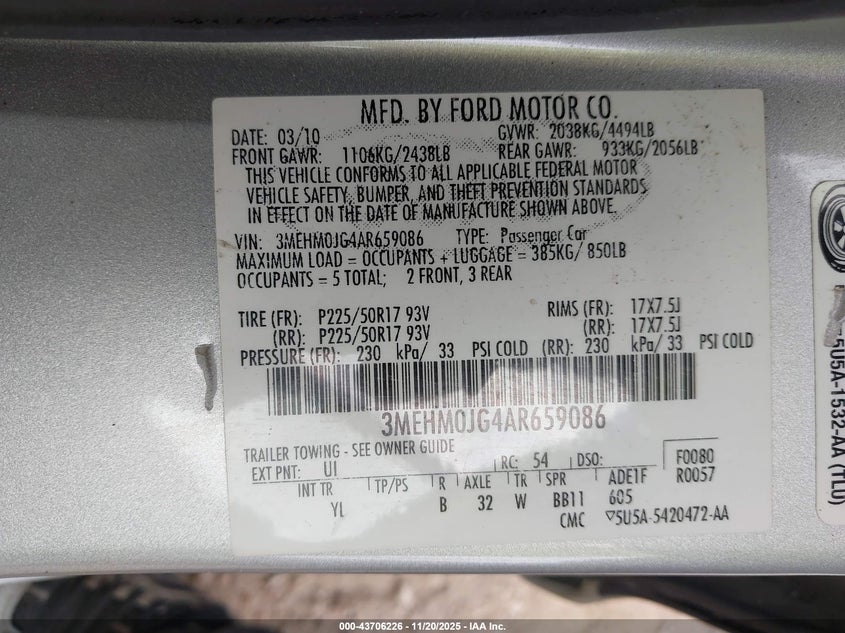 MFD. BY FORD MOTOR CO.
DATE: 03/10 GVWR: 2038KG/4494LB
FRONT GAWR: 1106KG/2438LB REAR GAWR: 933KG/2056LB
THIS VEHICLE CONFORMS TO ALL APPLICABLE FEDERAL MOTOR
VEHICLE SAFETY, BUMPER, AND THEFT PREVENTION STANDARDS
IN EFFECT ON THE DATE OF MANUFACTURE SHOWN ABOVE.
VIN: 3MEHM0JG4AR659086 TYPE: Passenger Car
MAXIMUM LOAD = OCCUPANTS + LUGGAGE = 385KG/ 850LB
OCCUPANTS = 5 TOTAL; 2 FRONT, 3 REAR
TIRE (FR): P225/50R17 93V RIMS (FR): 17X7.5J
(RR): P225/50R17 93V (RR): 17X7.5J
PRESSURE (FR): 230 kPa/ 33 PSI COLD (RR): 230 kPa/ 33 PSI COLD
3MEHM0JG4AR659086
TRAILER TOWING - SEE OWNER GUIDE
EXT PNT: UI RC: 54 DSO: F0080
INT TR TP/PS R AXLE TR SPR ADE1F R0057
YL B 32 W BB11 605
CMC ▽5U5A-5420472-AA
5U5A-1532-AA (TLU)
000-43706226 - 11/20/2025 - IAA Inc.